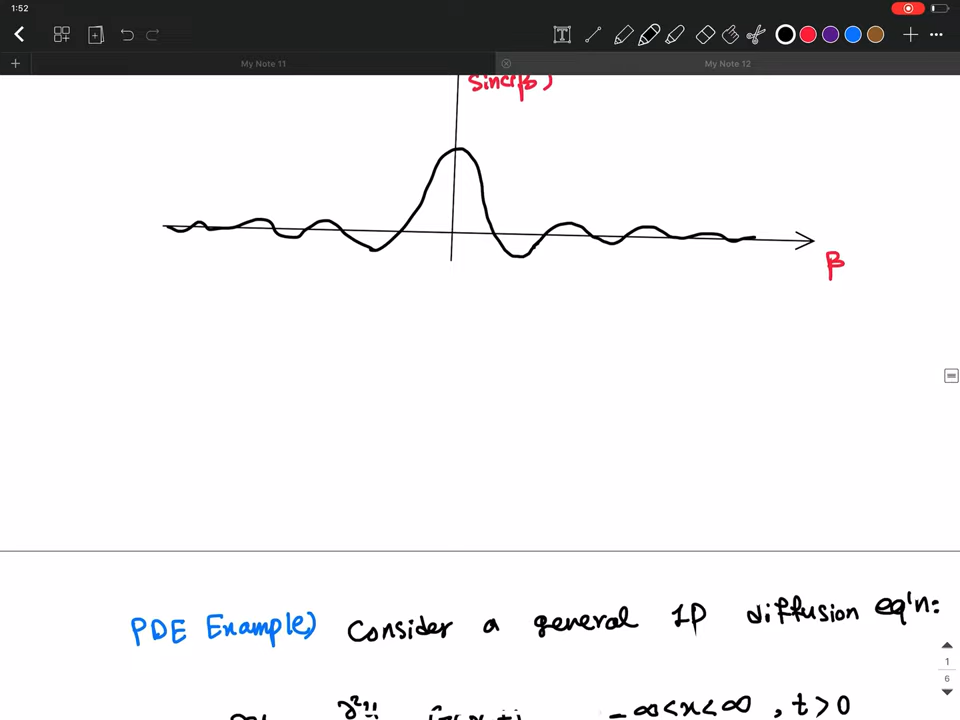 1:52
My Note 11
My Note 12
Sinc(β)
β
PDE Example) Consider a general 1D diffusion eq'n:
-∞<x<∞ , t>0
1
6